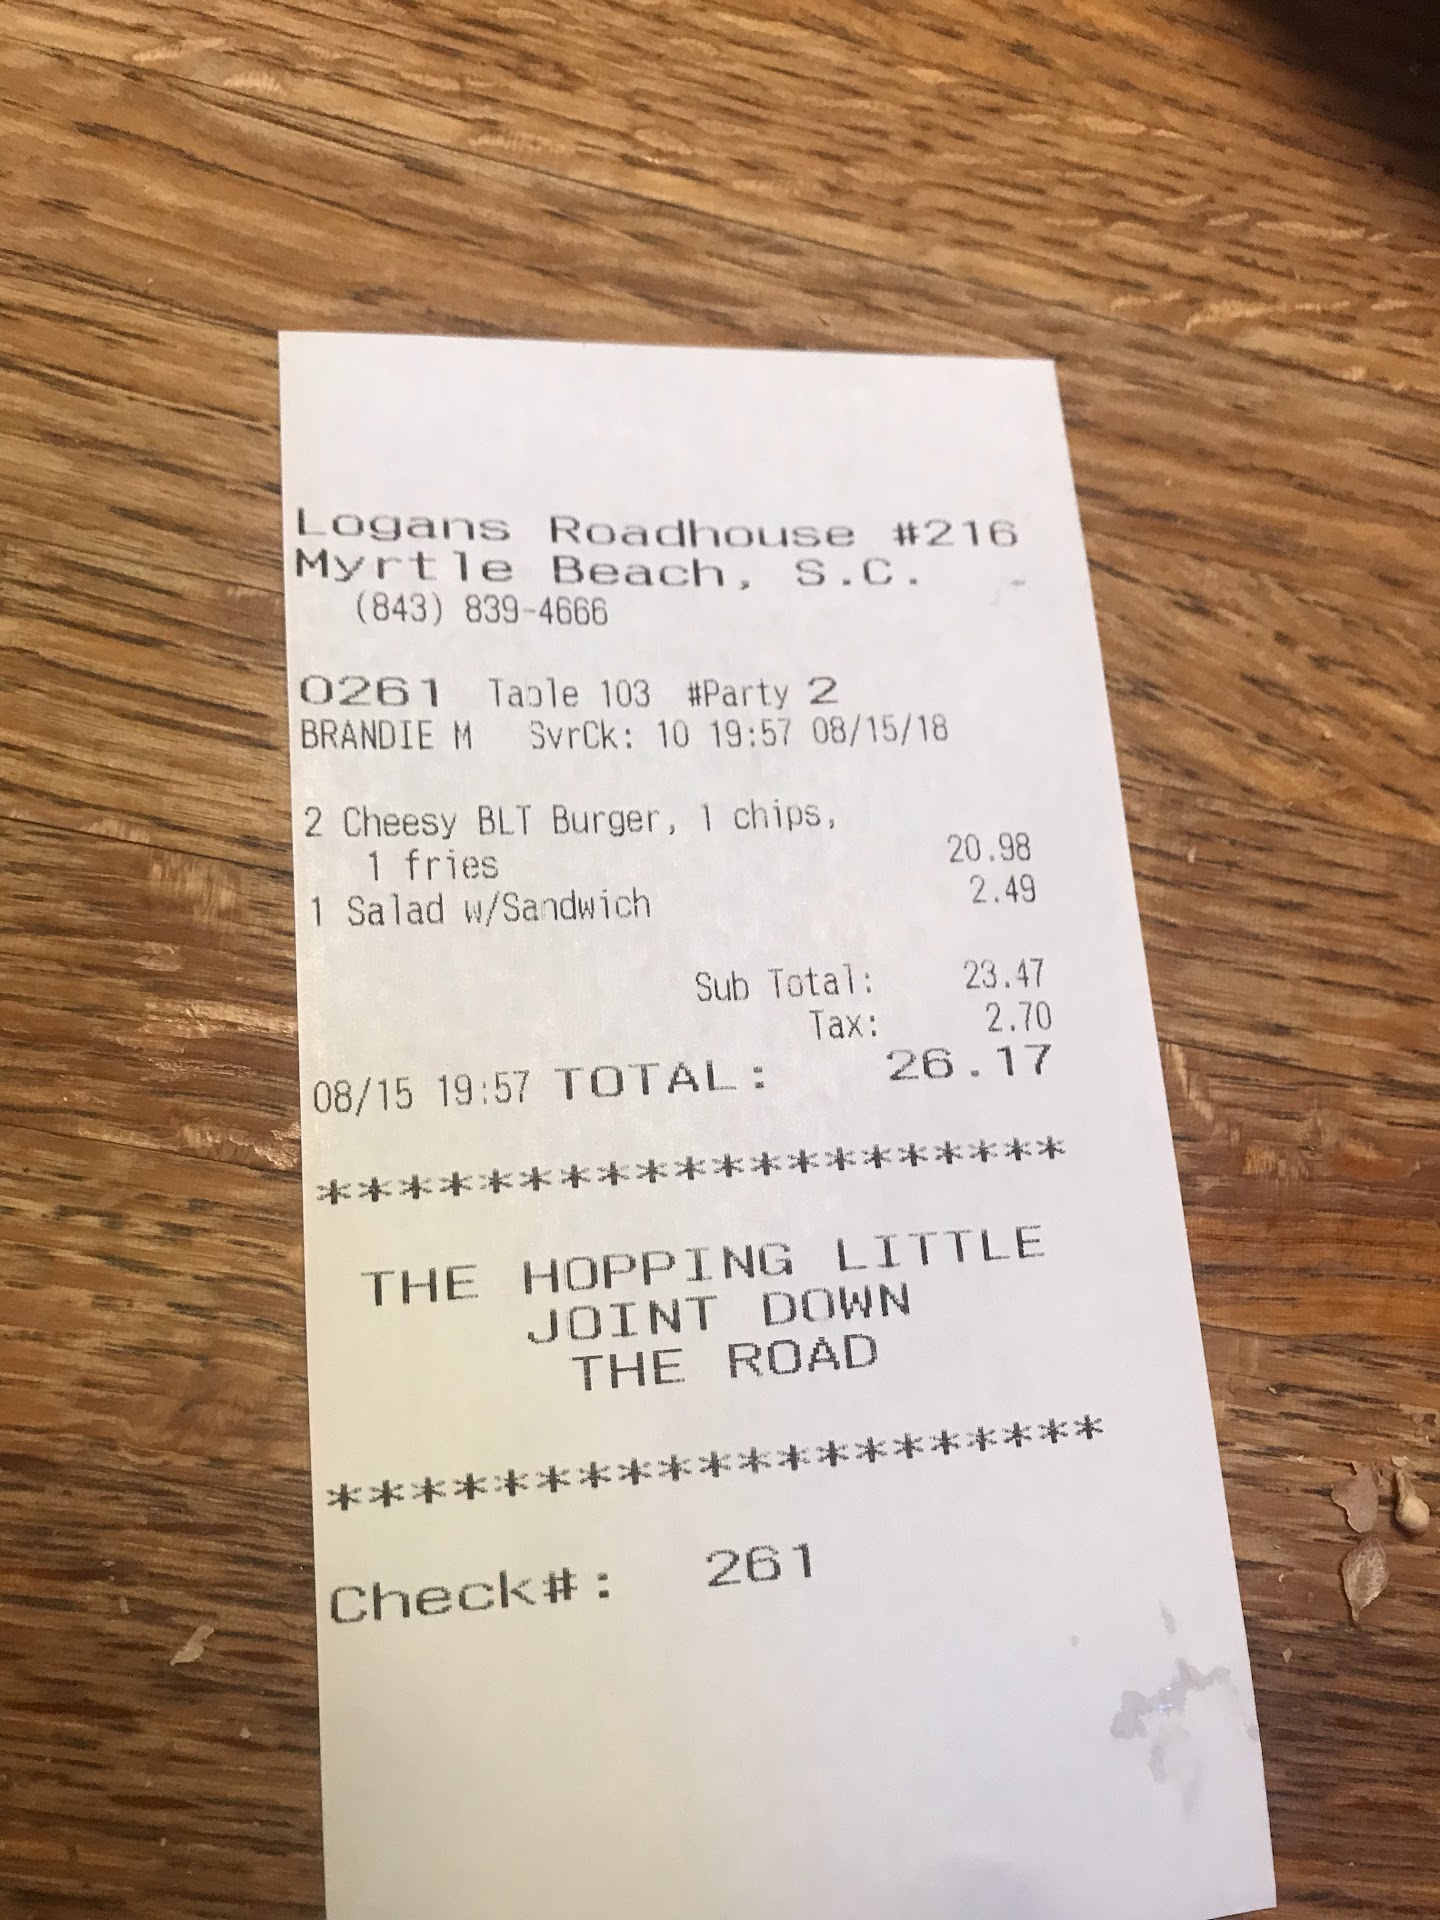 Logans Roadhouse #216
Myrtle Beach, S.C.
(843) 839-4666
0261 Table 103 #Party 2
BRANDIE M SvrCk: 10 19:57 08/15/18
2 Cheesy BLT Burger, 1 chips,
1 fries 20.98
1 Salad w/Sandwich 2.49
Sub Total: 23.47
Tax: 2.70
08/15 19:57 TOTAL: 26.17
*******************
THE HOPPING LITTLE
JOINT DOWN
THE ROAD
*******************
Check#: 261